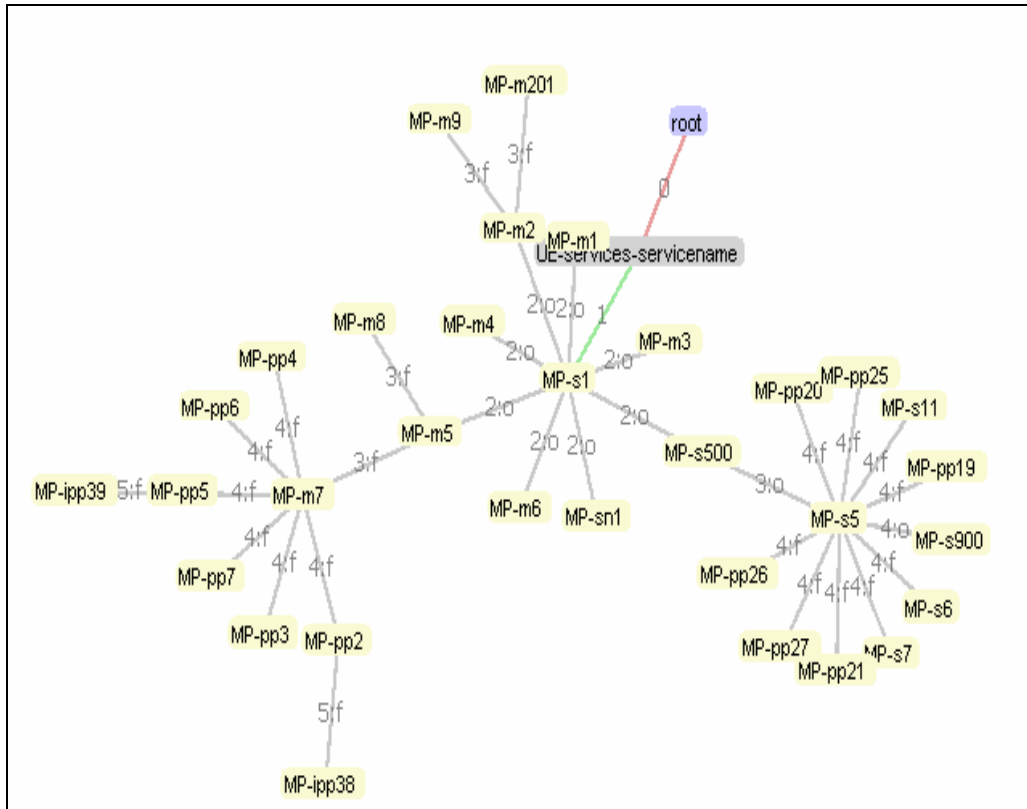 MP-m201
MP-m9
root
3:f
3:f
0
MP-m2
MP-m1
UE-services-servicename
2:o
2:o
1
MP-m8
MP-m4
MP-m3
MP-pp4
2:o
2:o
3:f
MP-s1
MP-pp20
MP-pp25
MP-s11
MP-pp6
2:o
2:o
4:f
MP-m5
2:o
2:o
MP-s500
4:f
4:f
4:f
4:f
3:f
MP-pp19
MP-ipp39
5:f
MP-pp5
4:f
MP-m7
3:o
4:f
MP-m6
MP-sn1
MP-s5
4:o
MP-s900
4:f
4:f
4:f
4:f
4:f
MP-pp7
MP-pp26
4:f
4:f
4:f
MP-s6
MP-pp3
MP-pp2
MP-pp27
MP-s7
MP-pp21
5:f
MP-ipp38